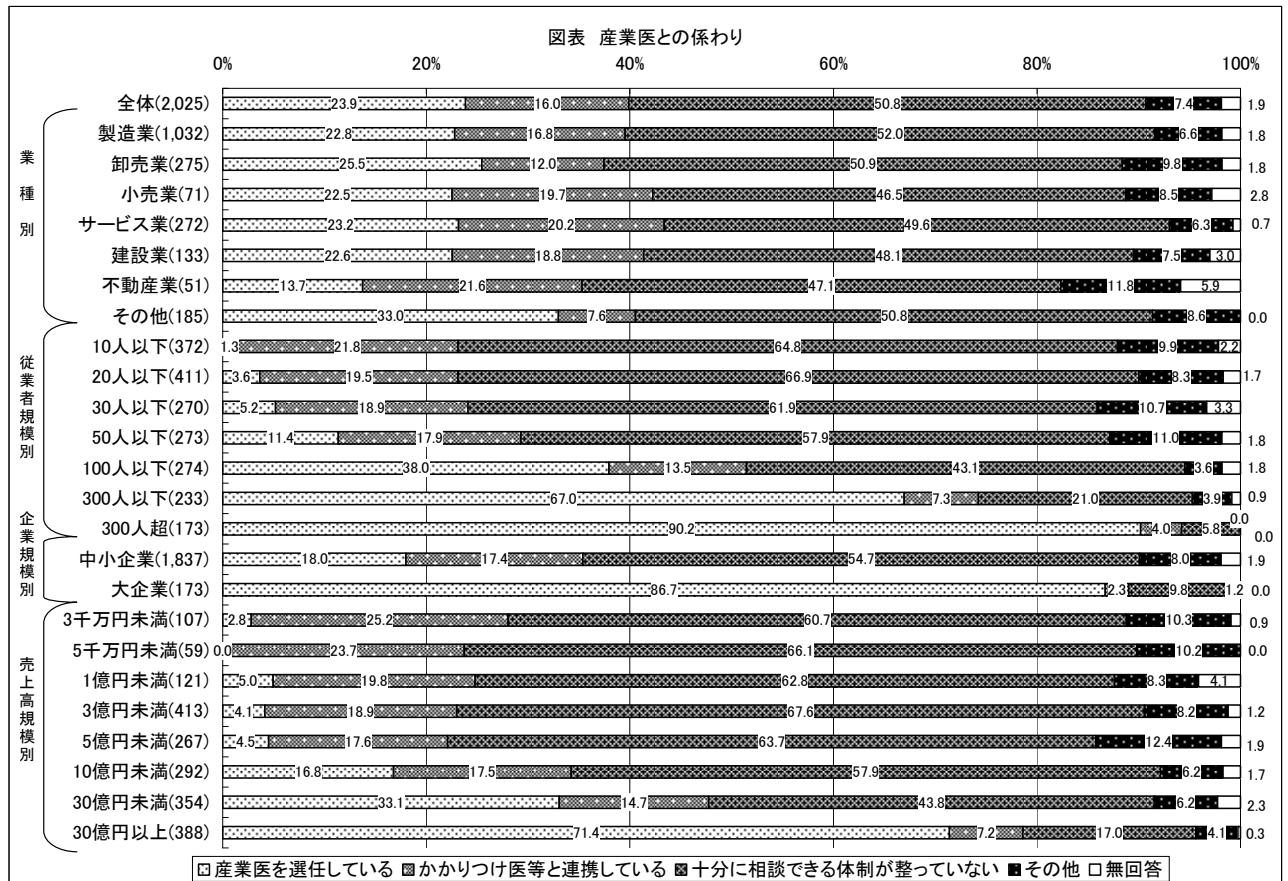 図表 産業医との係わり
0% 20% 40% 60% 80% 100%
業種別
全体(2,025) 23.9 16.0 50.8 7.4 1.9
製造業(1,032) 22.8 16.8 52.0 6.6 1.8
卸売業(275) 25.5 12.0 50.9 9.8 1.8
小売業(71) 22.5 19.7 46.5 8.5 2.8
サービス業(272) 23.2 20.2 49.6 6.3 0.7
建設業(133) 22.6 18.8 48.1 7.5 3.0
不動産業(51) 13.7 21.6 47.1 11.8 5.9
その他(185) 33.0 7.6 50.8 8.6 0.0
従業者規模別
10人以下(372) 1.3 21.8 64.8 9.9 2.2
20人以下(411) 3.6 19.5 66.9 8.3 1.7
30人以下(270) 5.2 18.9 61.9 10.7 3.3
50人以下(273) 11.4 17.9 57.9 11.0 1.8
100人以下(274) 38.0 13.5 43.1 3.6 1.8
300人以下(233) 67.0 7.3 21.0 3.9 0.9
300人超(173) 90.2 4.0 5.8 0.0 0.0
企業規模別
中小企業(1,837) 18.0 17.4 54.7 8.0 1.9
大企業(173) 86.7 2.3 9.8 1.2 0.0
売上高規模別
3千万円未満(107) 2.8 25.2 60.7 10.3 0.9
5千万円未満(59) 0.0 23.7 66.1 10.2 0.0
1億円未満(121) 5.0 19.8 62.8 8.3 4.1
3億円未満(413) 4.1 18.9 67.6 8.2 1.2
5億円未満(267) 4.5 17.6 63.7 12.4 1.9
10億円未満(292) 16.8 17.5 57.9 6.2 1.7
30億円未満(354) 33.1 14.7 43.8 6.2 2.3
30億円以上(388) 71.4 7.2 17.0 4.1 0.3
産業医を選任している かかりつけ医等と連携している 十分に相談できる体制が整っていない その他 無回答